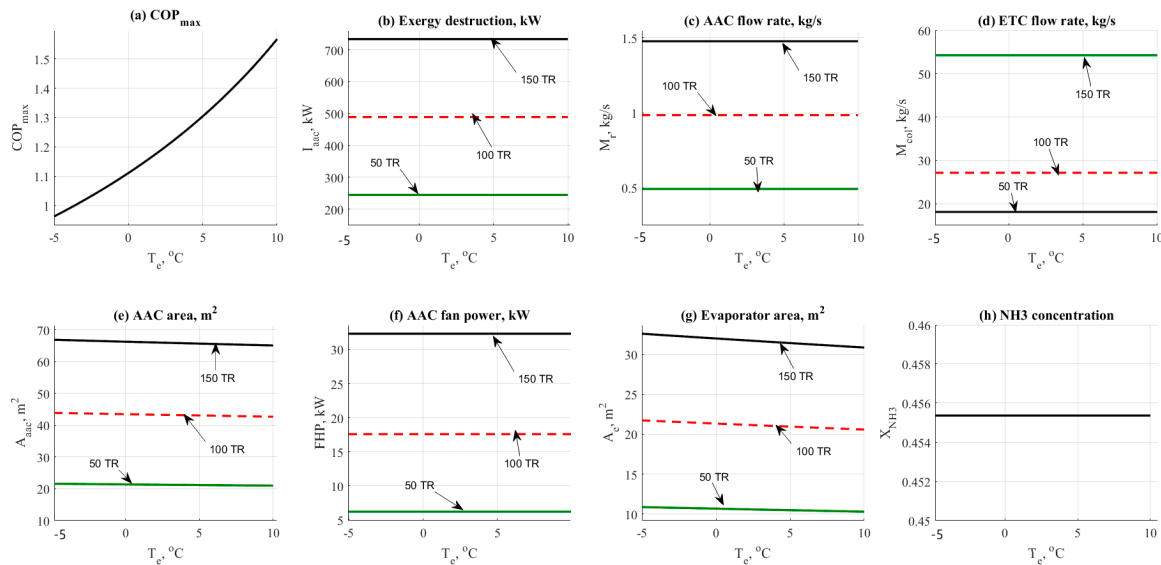 (a) COPmax
COPmax
1.5
1.4
1.3
1.2
1.1
1
-5
0
5
10
Te, oC
(b) Exergy destruction, kW
Iaac, kW
700
600
500
400
300
200
150 TR
100 TR
50 TR
-5
0
5
10
Te, oC
(c) AAC flow rate, kg/s
Mr, kg/s
1.5
1
0.5
150 TR
100 TR
50 TR
-5
0
5
10
Te, oC
(d) ETC flow rate, kg/s
Mcol, kg/s
60
50
40
30
20
150 TR
100 TR
50 TR
-5
0
5
10
Te, oC
(e) AAC area, m2
Aaac, m2
70
60
50
40
30
20
10
150 TR
100 TR
50 TR
-5
0
5
10
Te, oC
(f) AAC fan power, kW
FHP, kW
30
25
20
15
10
5
150 TR
100 TR
50 TR
-5
0
5
Te, oC
(g) Evaporator area, m2
Ae, m2
30
25
20
15
10
150 TR
100 TR
50 TR
-5
0
5
10
Te, oC
(h) NH3 concentration
XNH3
0.46
0.458
0.456
0.454
0.452
0.45
-5
0
5
10
Te, oC